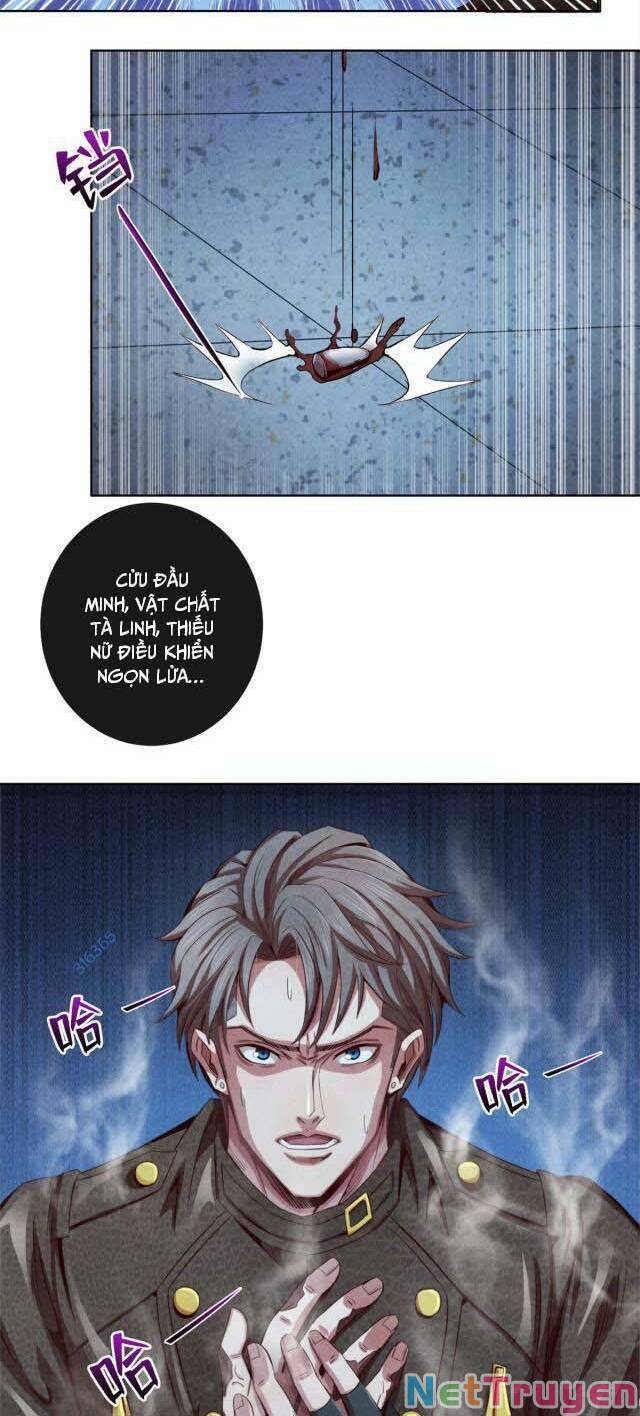 铛
CỬU ĐẦU
MINH, VẬT CHẤT
TÀ LINH, THIẾU
NỮ ĐIỀU KHIỂN
NGỌN LỬA...
316365
哈
哈
哈
NetTruyen